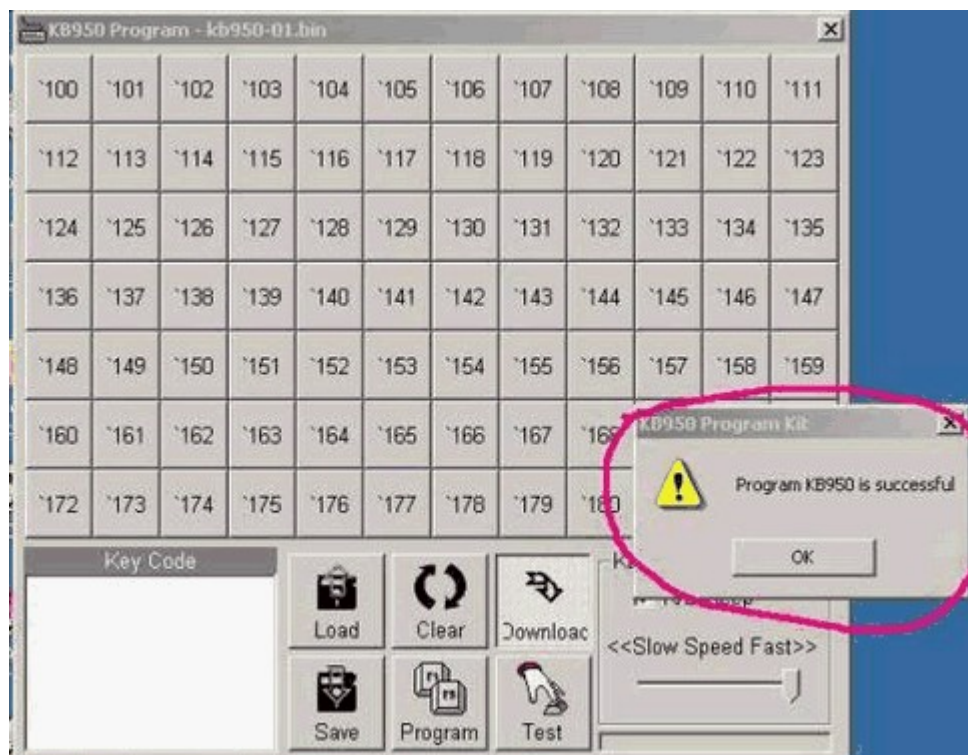 KB950 Program - kb950-01.bin
`100 `101 `102 `103 `104 `105 `106 `107 `108 `109 `110 `111
`112 `113 `114 `115 `116 `117 `118 `119 `120 `121 `122 `123
`124 `125 `126 `127 `128 `129 `130 `131 `132 `133 `134 `135
`136 `137 `138 `139 `140 `141 `142 `143 `144 `145 `146 `147
`148 `149 `150 `151 `152 `153 `154 `155 `156 `157 `158 `159
`160 `161 `162 `163 `164 `165 `166 `167
`172 `173 `174 `175 `176 `177 `178 `179 `180
KB950 Program Kit
Program KB950 is successful
OK
Key Code
Load Clear Downloac
<<Slow Speed Fast>>
Save Program Test